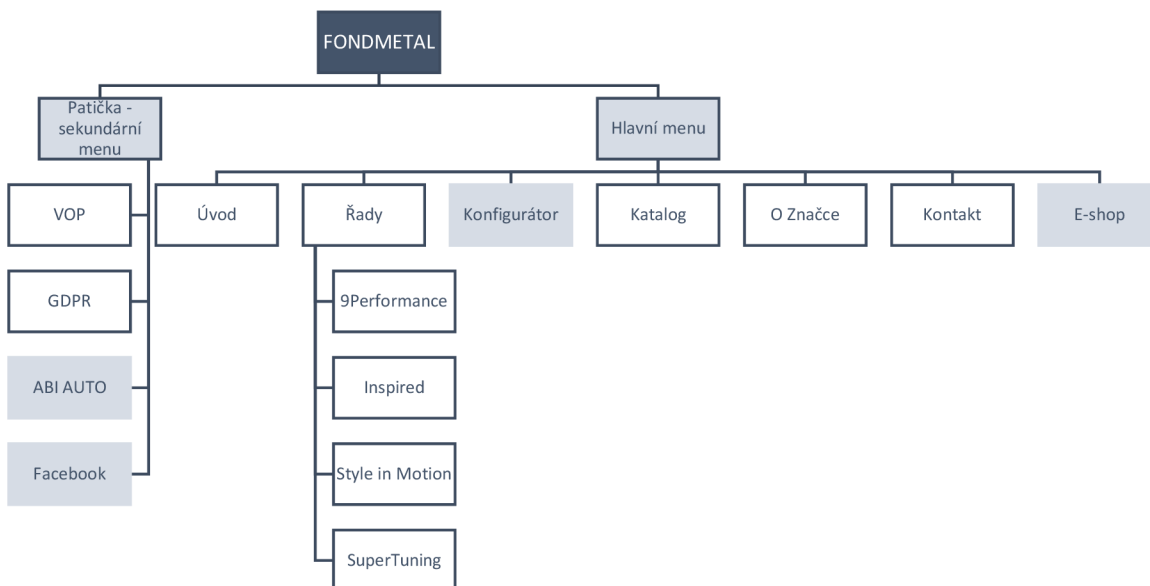 FONDMETAL
Patička -
sekundární
menu
Hlavní menu
VOP
Úvod
Řady
Konfigurátor
Katalog
O Značce
Kontakt
E-shop
GDPR
9Performance
ABI AUTO
Inspired
Facebook
Style in Motion
SuperTuning